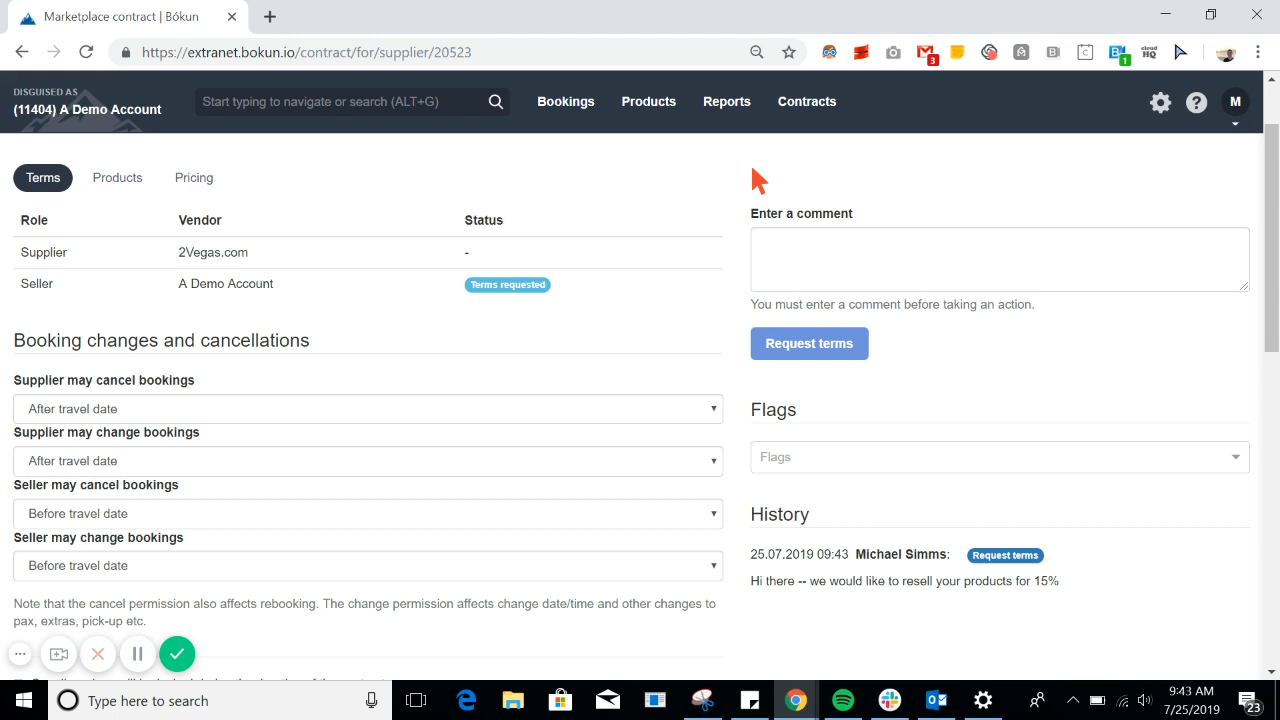 Marketplace contract | Bókun
https://extranet.bokun.io/contract/for/supplier/20523
3
1
cloud
HQ
DISGUISED AS
(11404) A Demo Account
Start typing to navigate or search (ALT+G)
Bookings
Products
Reports
Contracts
M
Terms
Products
Pricing
Role Vendor Status
Supplier 2Vegas.com -
Seller A Demo Account Terms requested
Booking changes and cancellations
Supplier may cancel bookings
After travel date
Supplier may change bookings
After travel date
Seller may cancel bookings
Before travel date
Seller may change bookings
Before travel date
Note that the cancel permission also affects rebooking. The change permission affects change date/time and other changes to
pax, extras, pick-up etc.
Enter a comment
You must enter a comment before taking an action.
Request terms
Flags
Flags
History
25.07.2019 09:43 Michael Simms: Request terms
Hi there -- we would like to resell your products for 15%
Type here to search
9:43 AM
7/25/2019
23